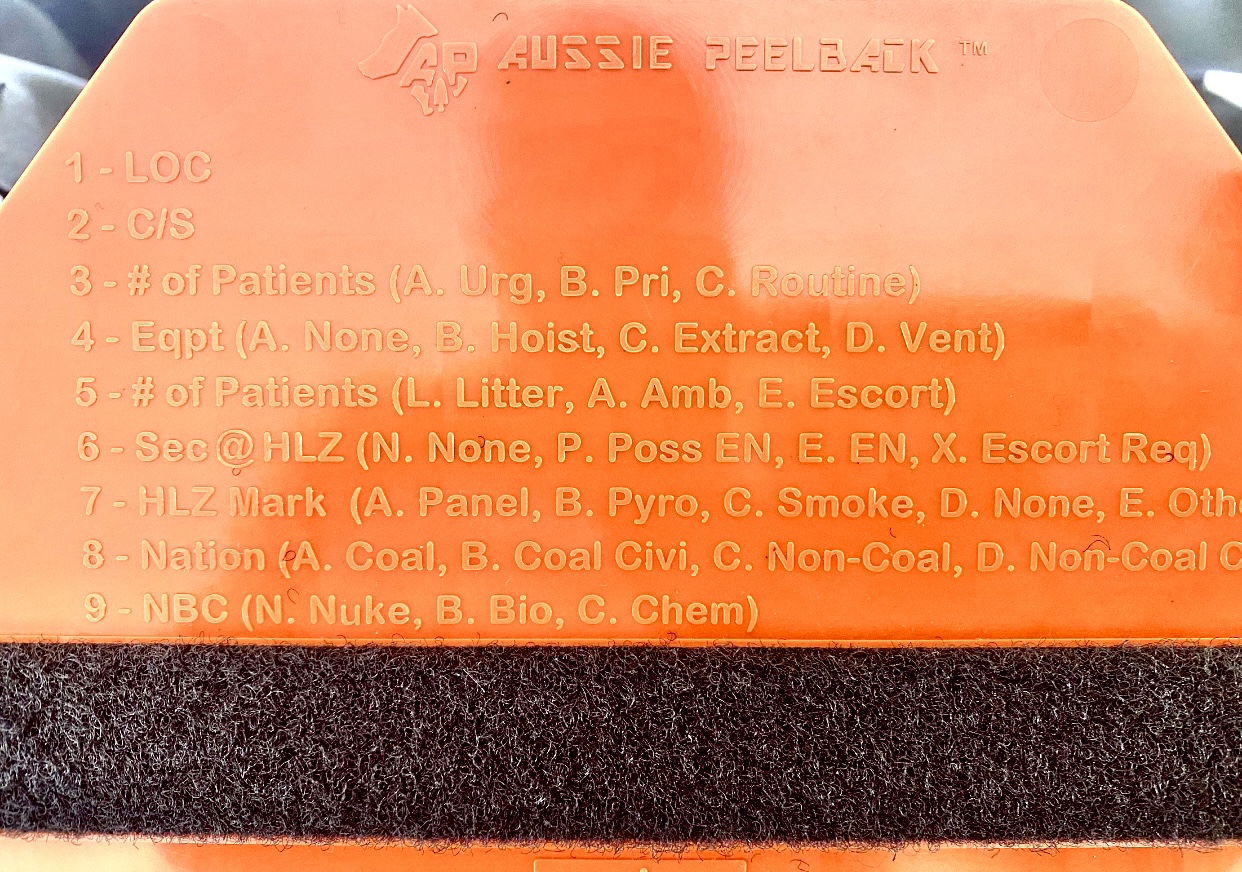 AP AUSSIE PEELBACK ™
1 - LOC
2 - C/S
3 - # of Patients (A. Urg, B. Pri, C. Routine)
4 - Eqpt (A. None, B. Hoist, C. Extract, D. Vent)
5 - # of Patients (L. Litter, A. Amb, E. Escort)
6 - Sec @ HLZ (N. None, P. Poss EN, E. EN, X. Escort Req)
7 - HLZ Mark (A. Panel, B. Pyro, C. Smoke, D. None, E.
8 - Nation (A. Coal, B. Coal Civi, C. Non-Coal, D. Non-Coal
9 - NBC (N. Nuke, B. Bio, C. Chem)